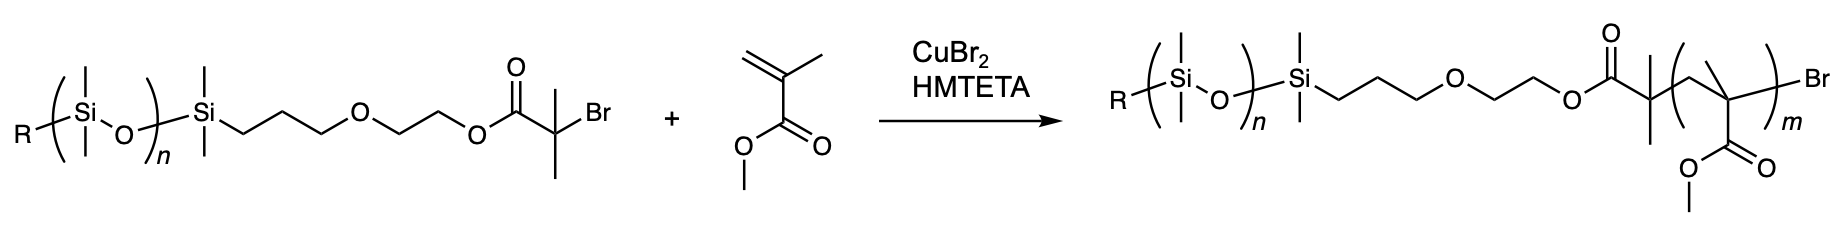 R Si O n Si O O O Br
+
O O
CuBr₂
HMTETA
R Si O n Si O O O O O m Br